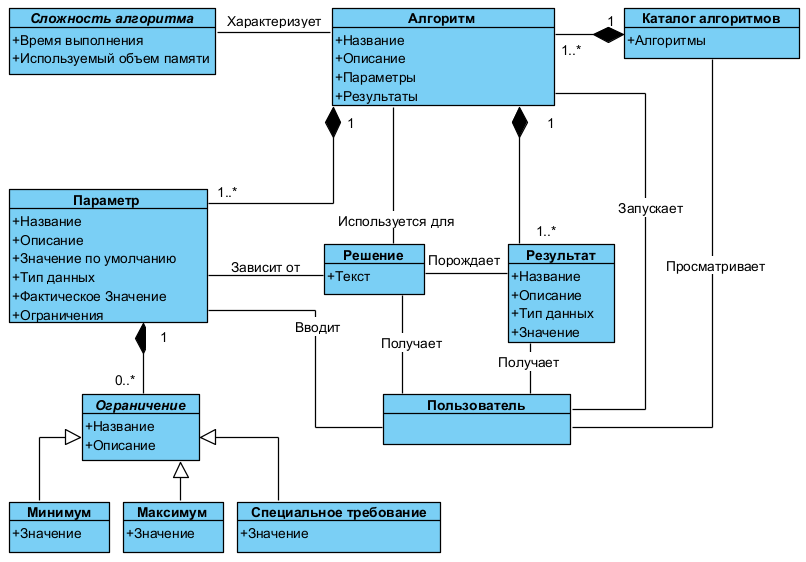 Сложность алгоритма
+Время выполнения
+Используемый объем памяти
Характеризует
Алгоритм
+Название
+Описание
+Параметры
+Результаты
1
1..*
Каталог алгоритмов
+Алгоритмы
1
1
1..*
Параметр
+Название
+Описание
+Значение по умолчанию
+Тип данных
+Фактическое Значение
+Ограничения
Используется для
1..*
Запускает
Просматривает
Зависит от
Решение
+Текст
Порождает
Результат
+Название
+Описание
+Тип данных
+Значение
Вводит
Получает
Получает
1
0..*
Ограничение
+Название
+Описание
Пользователь
Минимум
+Значение
Максимум
+Значение
Специальное требование
+Значение